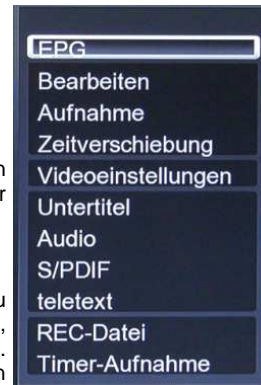 EPG
Bearbeiten
Aufnahme
Zeitverschiebung
Videoeinstellungen
Untertitel
Audio
S/PDIF
teletext
REC-Datei
Timer-Aufnahme